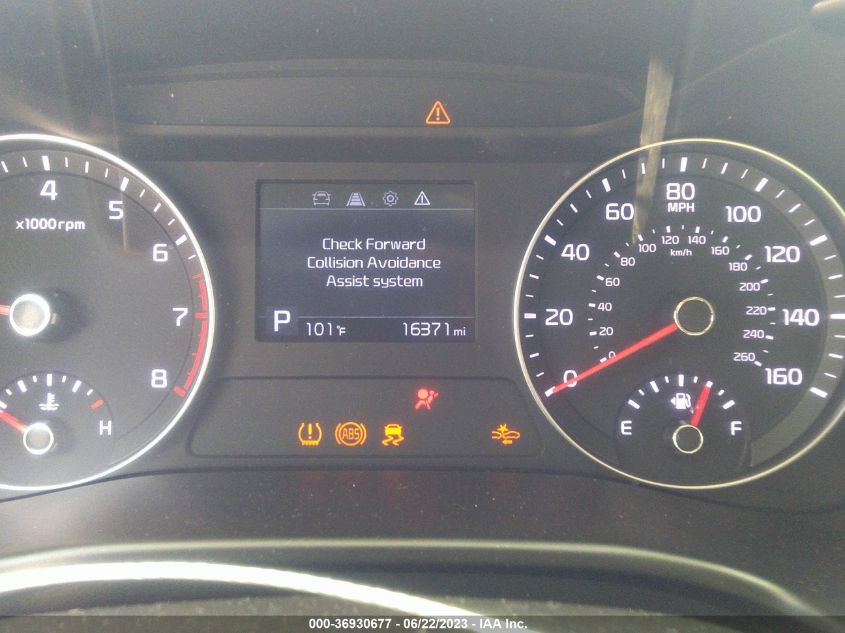 4
5
x1000rpm
6
7
8
H
Check Forward
Collision Avoidance
Assist system
P 101°F 16371 mi
ABS
0
20
40
60
80
MPH
100
120
140
160
0
20
40
60
80
100
120
140
km/h
160
180
200
220
240
260
E F
000-36930677 - 06/22/2023 - IAA Inc.